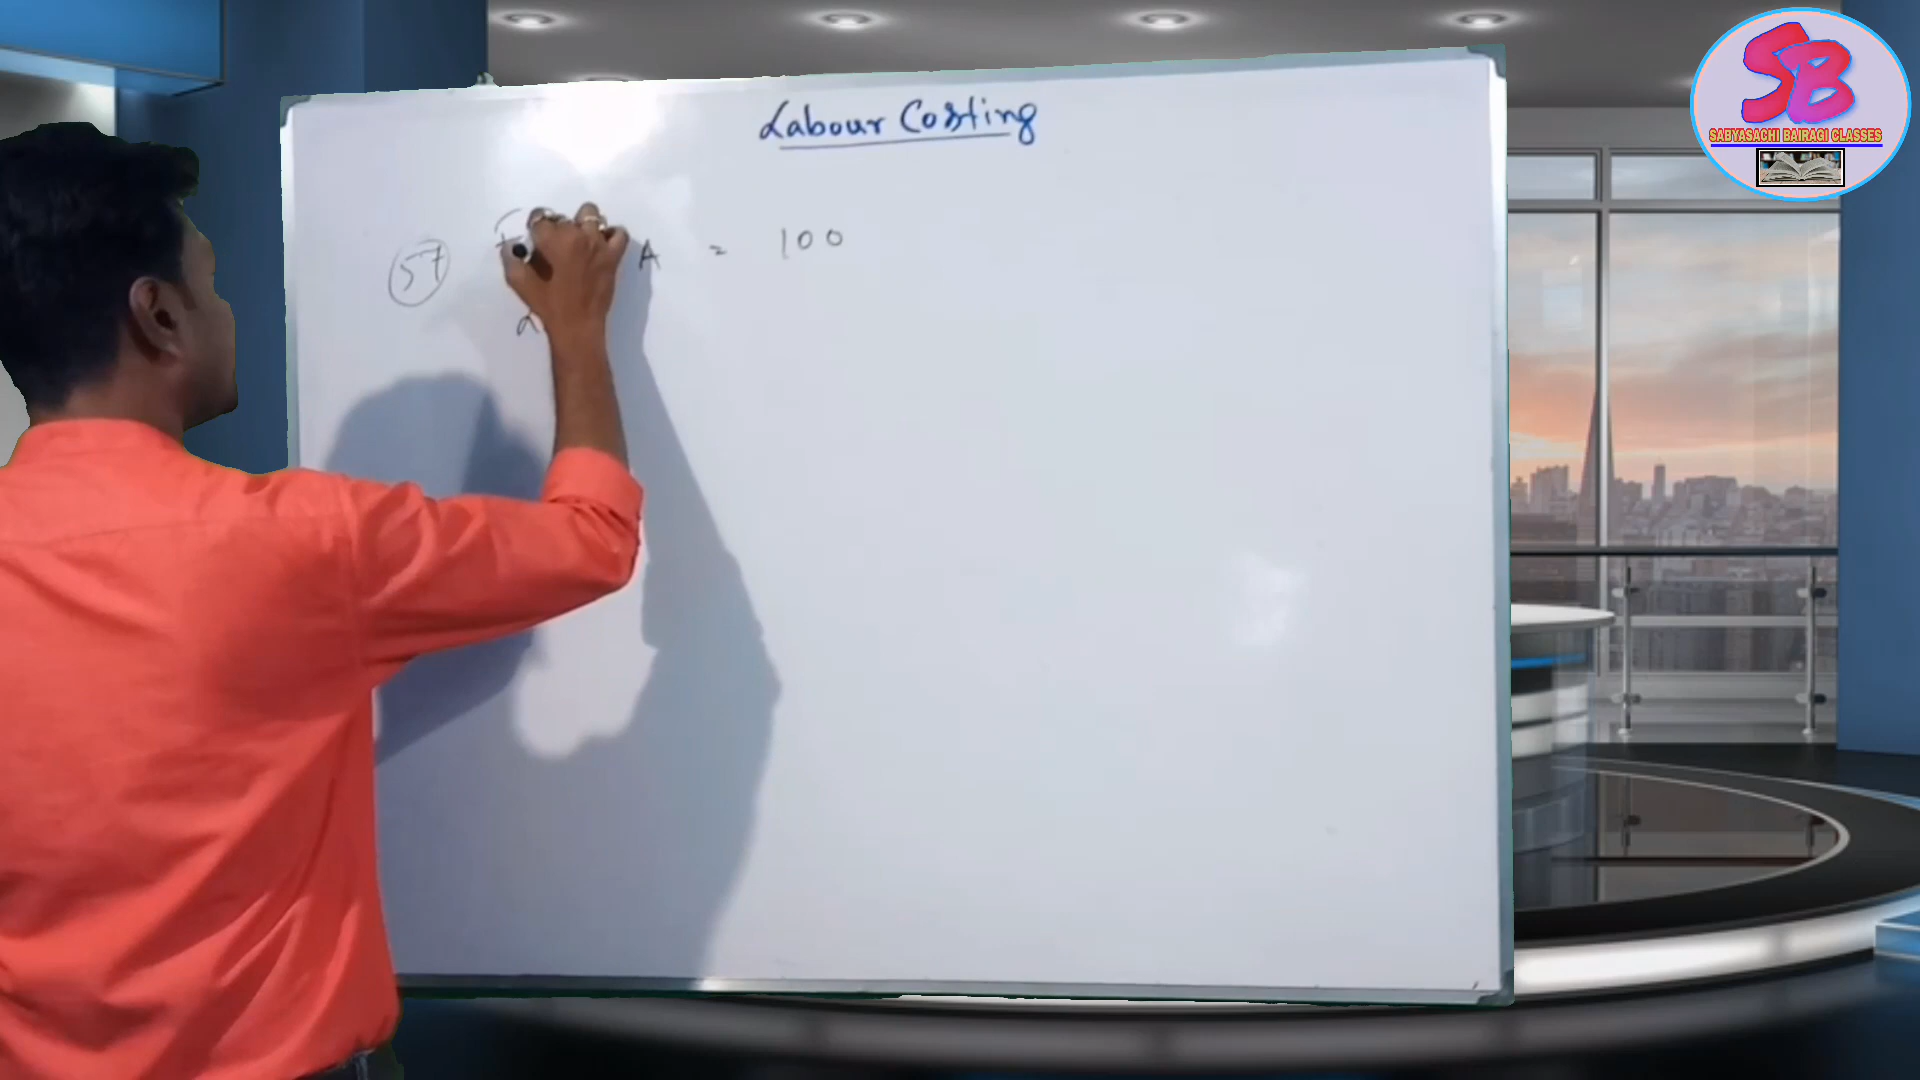 Labour Costing
57 A = 100
SB
SABYASACHI BAIRAGI CLASSES